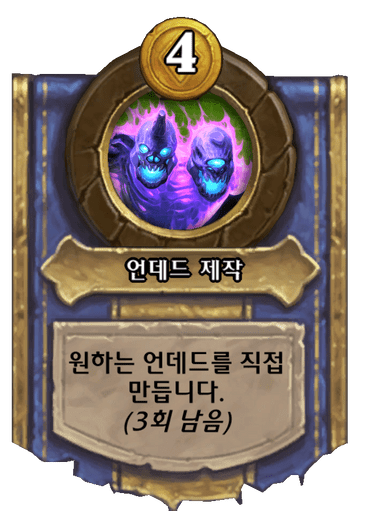 4
언데드 제작
원하는 언데드를 직접
만듭니다.
(3회 남음)